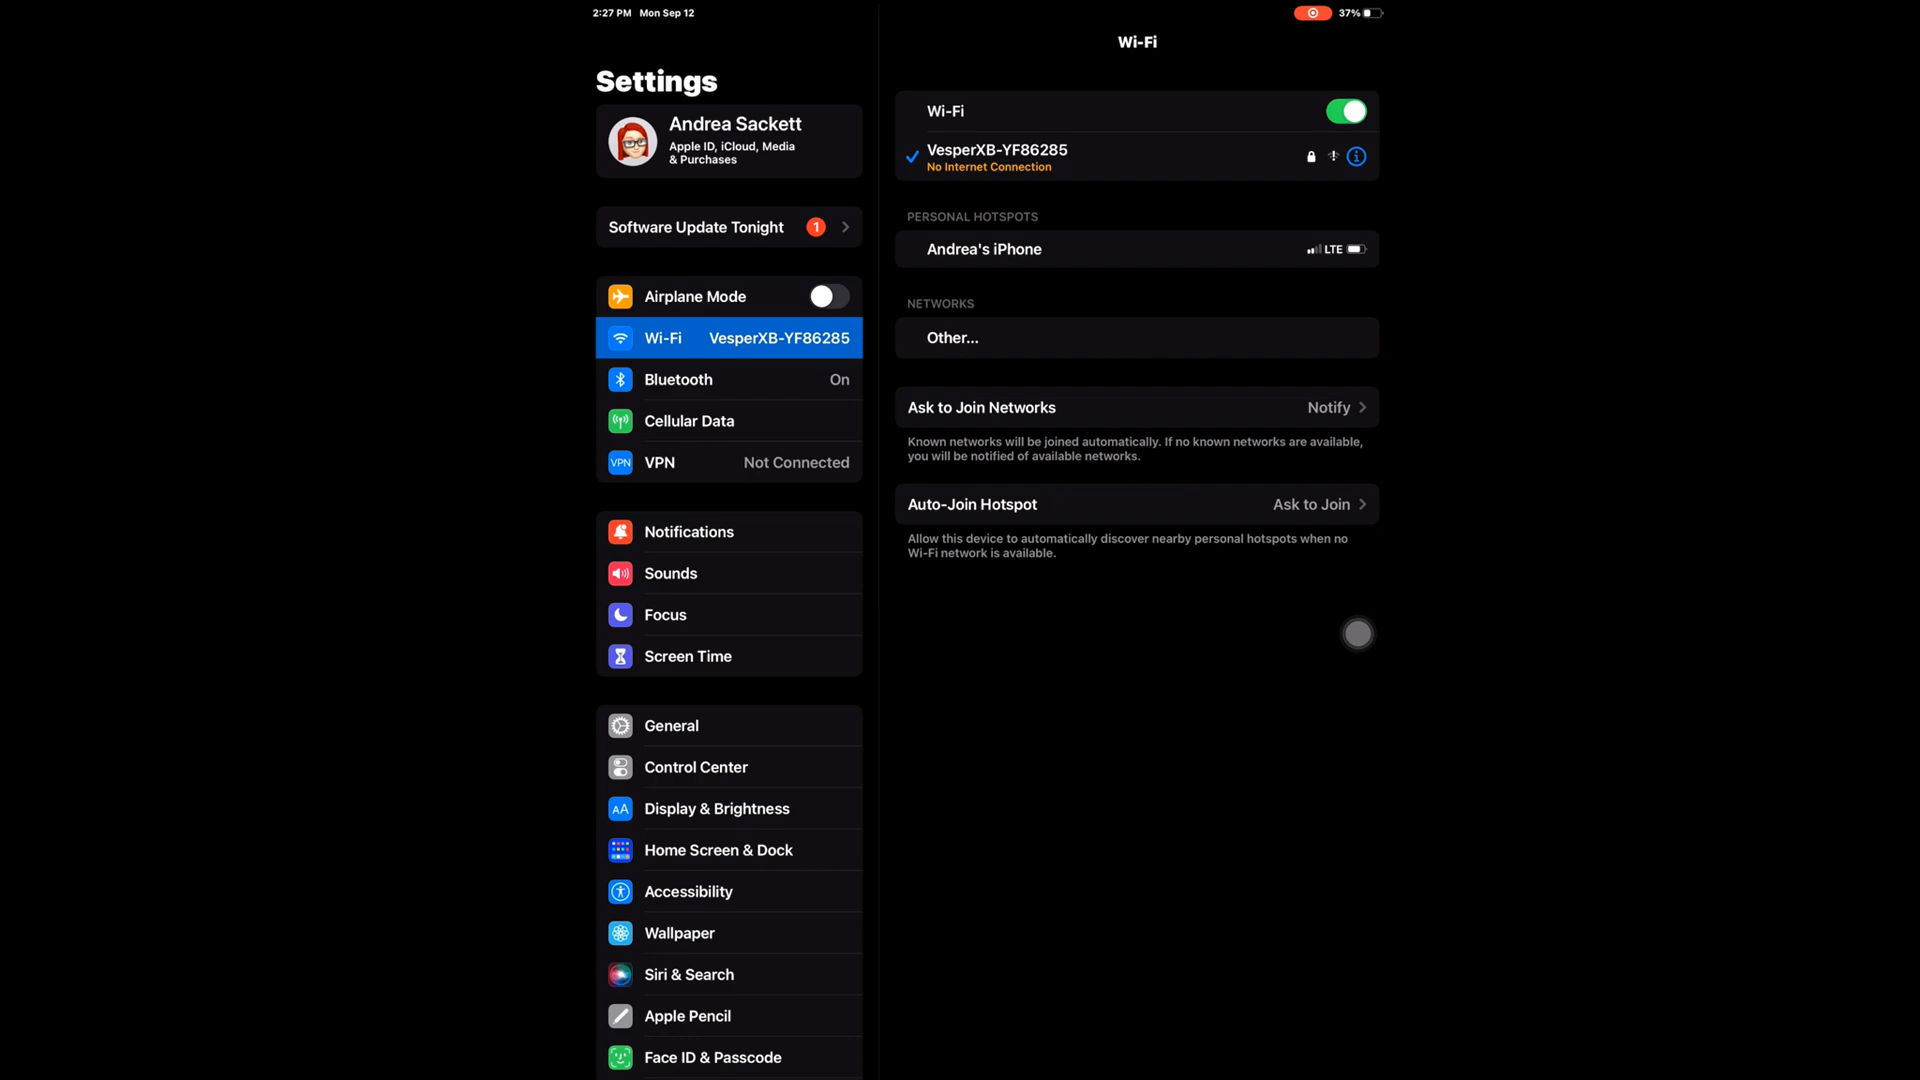 2:27 PM Mon Sep 12
37%
Settings
Andrea Sackett
Apple ID, iCloud, Media
& Purchases
Software Update Tonight 1
Airplane Mode
Wi-Fi VesperXB-YF86285
Bluetooth On
Cellular Data
VPN VPN Not Connected
Notifications
Sounds
Focus
Screen Time
General
Control Center
AA Display & Brightness
Home Screen & Dock
Accessibility
Wallpaper
Siri & Search
Apple Pencil
Face ID & Passcode
Wi-Fi
Wi-Fi
VesperXB-YF86285
No Internet Connection
PERSONAL HOTSPOTS
Andrea's iPhone LTE
NETWORKS
Other...
Ask to Join Networks Notify
Known networks will be joined automatically. If no known networks are available,
you will be notified of available networks.
Auto-Join Hotspot Ask to Join
Allow this device to automatically discover nearby personal hotspots when no
Wi-Fi network is available.